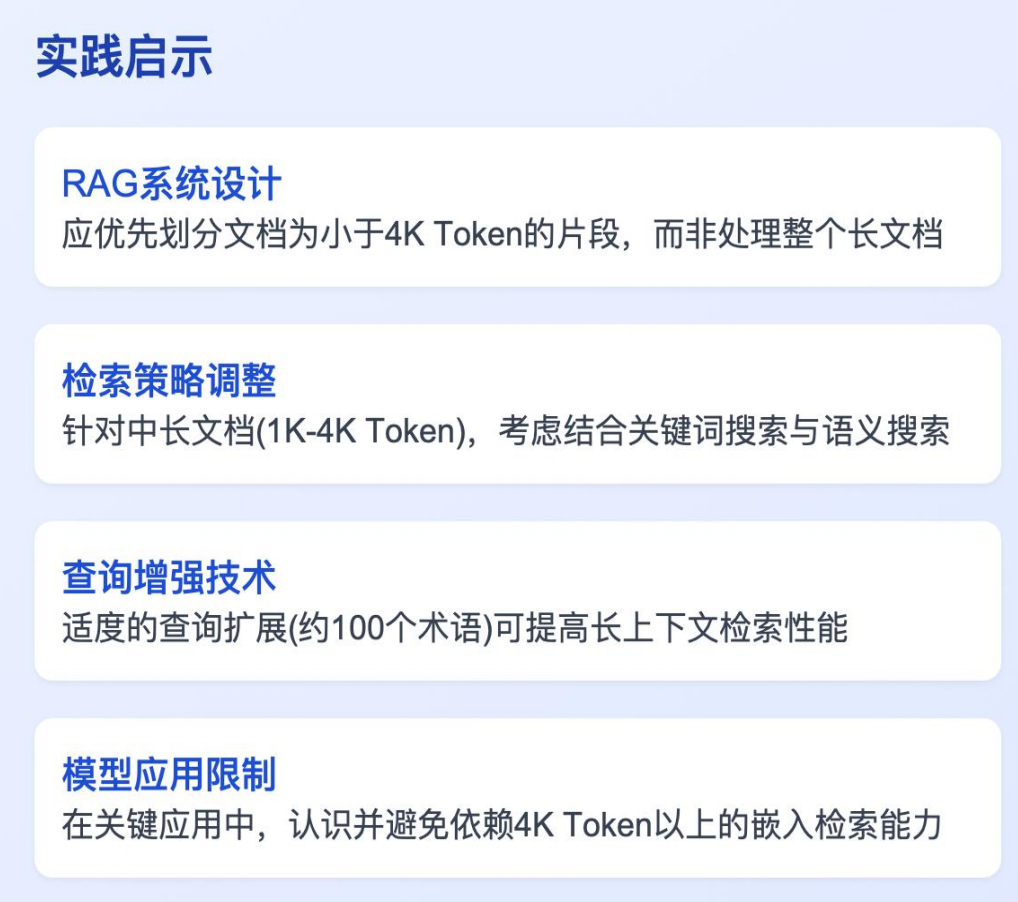 实践启示
RAG系统设计
应优先划分文档为小于4K Token的片段，而非处理整个长文档
检索策略调整
针对中长文档(1K-4K Token)，考虑结合关键词搜索与语义搜索
查询增强技术
适度的查询扩展(约100个术语)可提高长上下文检索性能
模型应用限制
在关键应用中，认识并避免依赖4K Token以上的嵌入检索能力